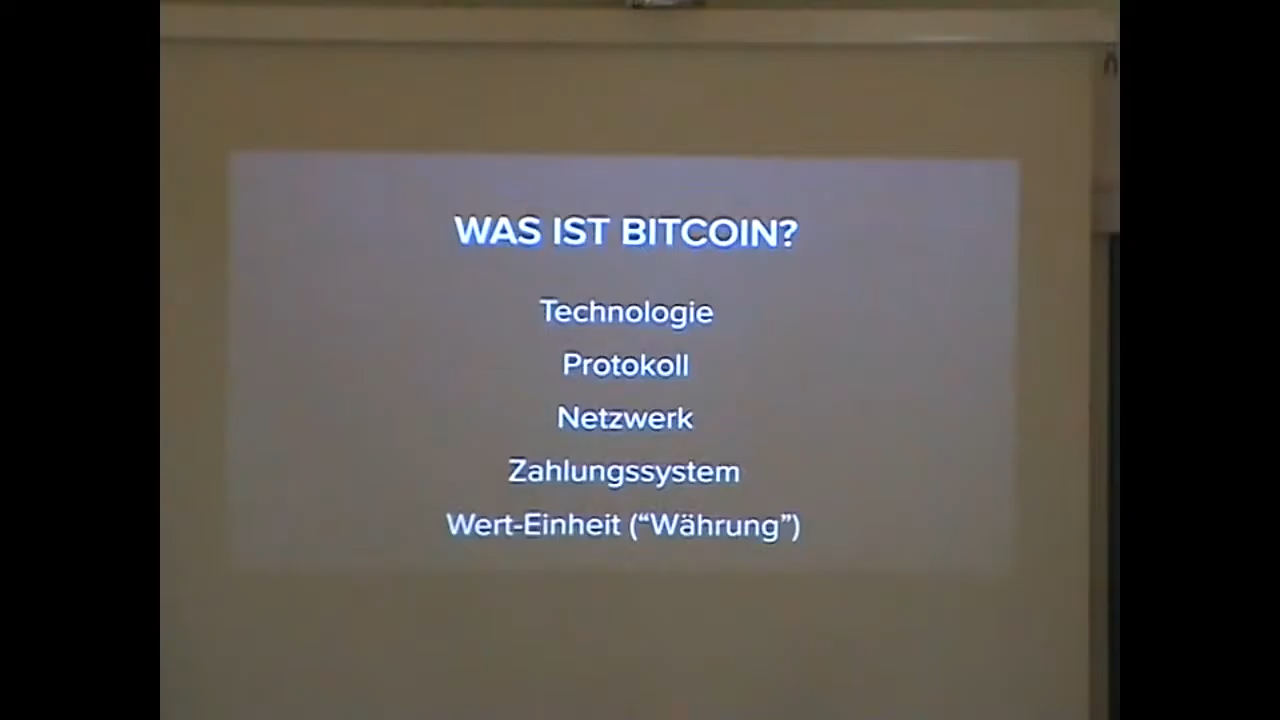 WAS IST BITCOIN?
Technologie
Protokoll
Netzwerk
Zahlungssystem
Wert-Einheit (“Währung”)